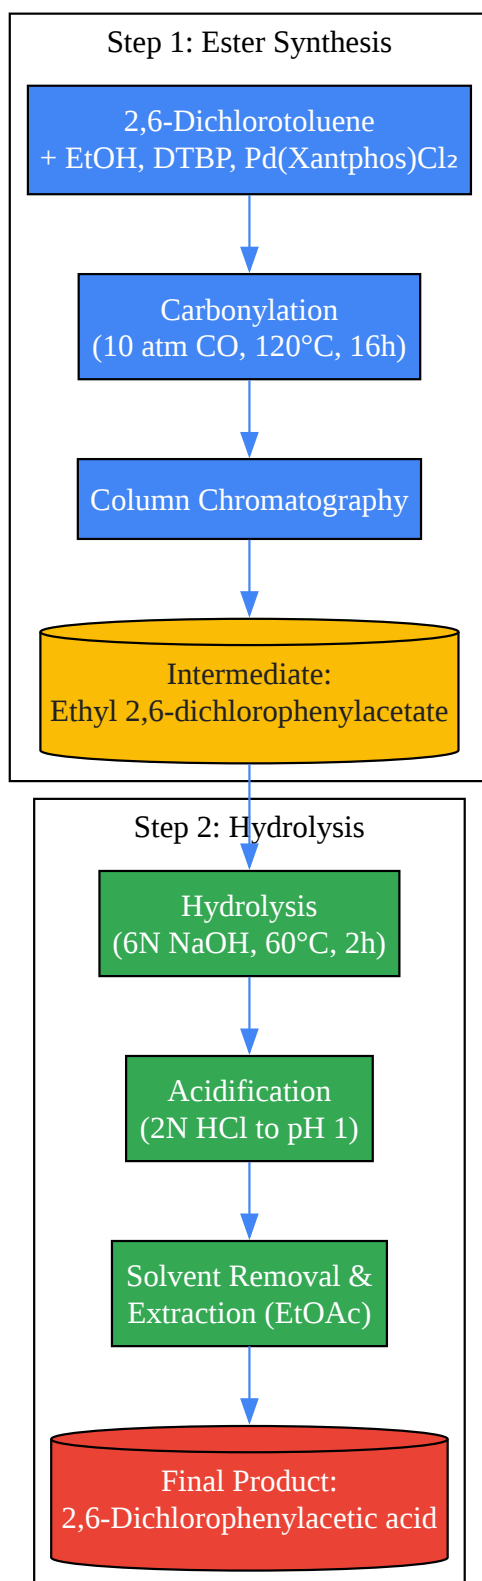 Step 1: Ester Synthesis
2,6-Dichlorotoluene
+ EtOH, DTBP, Pd(Xantphos)Cl₂
Carbonylation
(10 atm CO, 120°C, 16h)
Column Chromatography
Intermediate:
Ethyl 2,6-dichlorophenylacetate
Step 2: Hydrolysis
Hydrolysis
(6N NaOH, 60°C, 2h)
Acidification
(2N HCl to pH 1)
Solvent Removal &
Extraction (EtOAc)
Final Product:
2,6-Dichlorophenylacetic acid